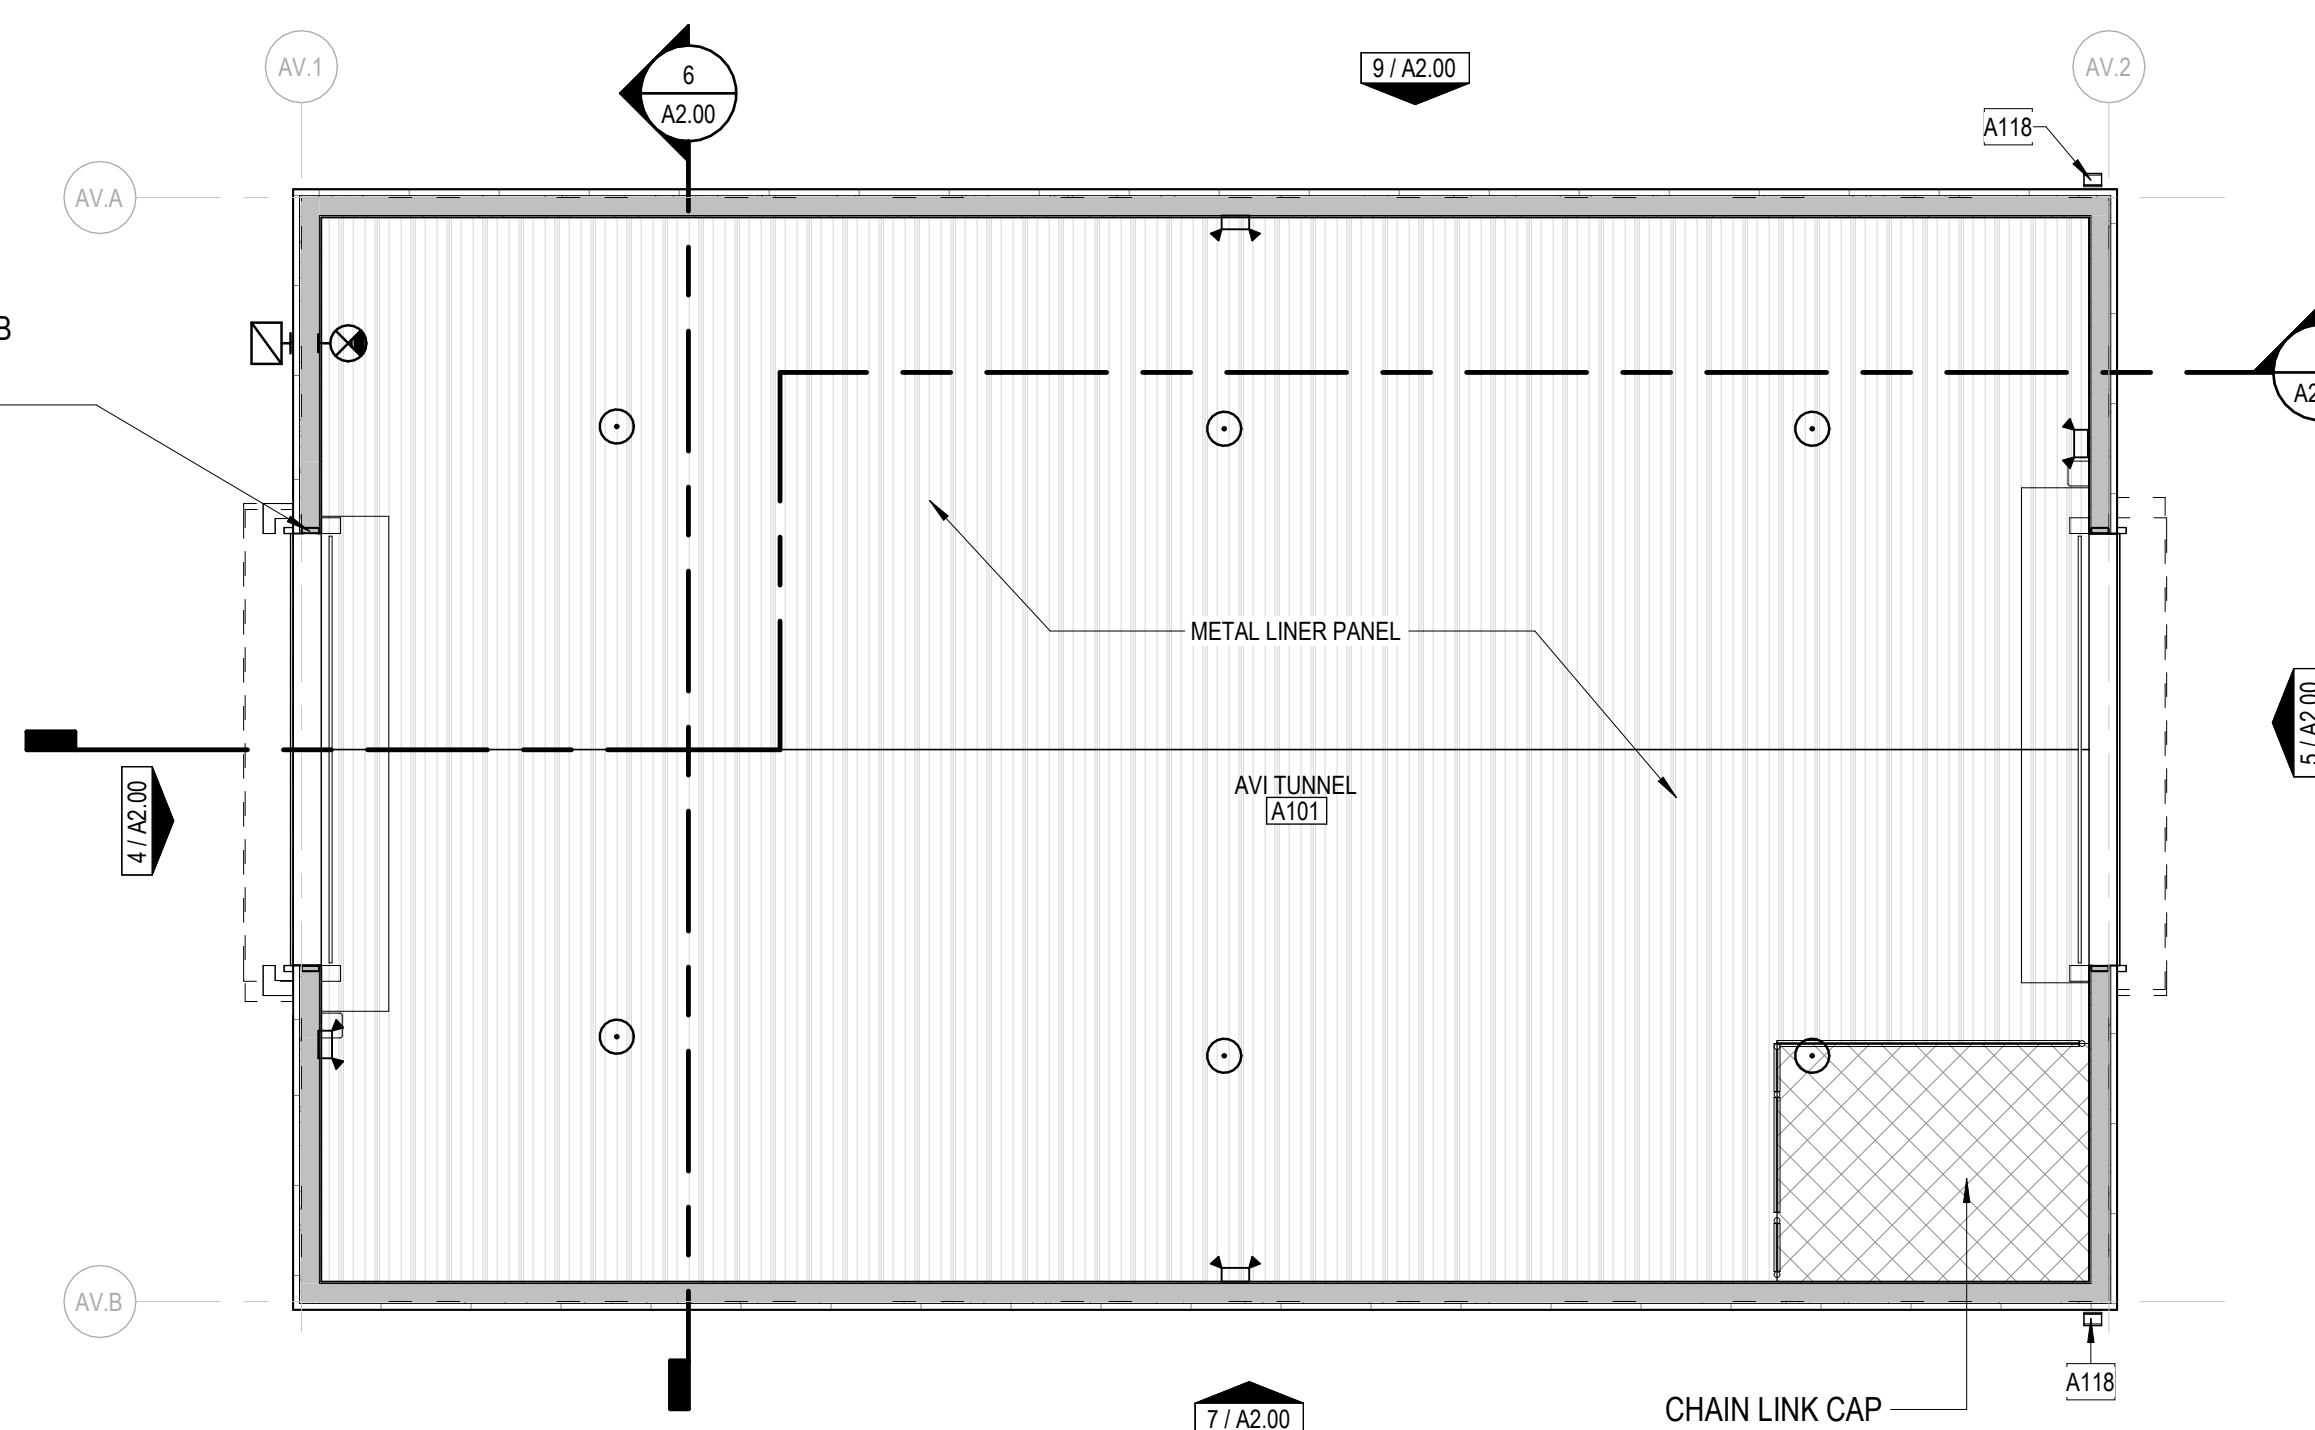 AV.1
6
A2.00
9 / A2.00
AV.2
A118
AV.A
B
A2
METAL LINER PANEL
5 / A2.00
AVI TUNNEL
A101
4 / A2.00
AV.B
A118
CHAIN LINK CAP
7 / A2.00